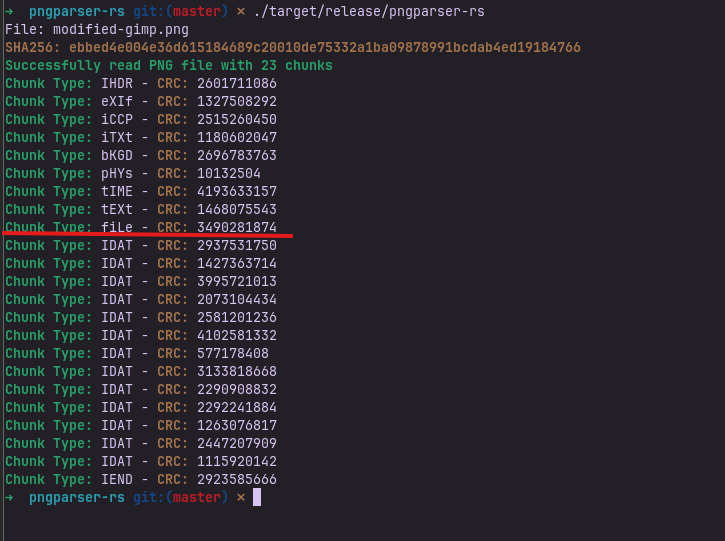 ➜ pngparser-rs git:(master) × ./target/release/pngparser-rs
File: modified-gimp.png
SHA256: ebbed4e004e36d615184689c20010de75332a1ba09878991bcdab4ed19184766
Successfully read PNG file with 23 chunks
Chunk Type: IHDR - CRC: 2601711086
Chunk Type: eXIf - CRC: 1327508292
Chunk Type: iCCP - CRC: 2515260450
Chunk Type: iTXt - CRC: 1180602047
Chunk Type: bKGD - CRC: 2696783763
Chunk Type: pHYs - CRC: 10132504
Chunk Type: tIME - CRC: 4193633157
Chunk Type: tEXt - CRC: 1468075543
Chunk Type: fiLe - CRC: 3490281874
Chunk Type: IDAT - CRC: 2937531750
Chunk Type: IDAT - CRC: 1427363714
Chunk Type: IDAT - CRC: 3995721013
Chunk Type: IDAT - CRC: 2073104434
Chunk Type: IDAT - CRC: 2581201236
Chunk Type: IDAT - CRC: 4102581332
Chunk Type: IDAT - CRC: 577178408
Chunk Type: IDAT - CRC: 3133818668
Chunk Type: IDAT - CRC: 2290908832
Chunk Type: IDAT - CRC: 2292241884
Chunk Type: IDAT - CRC: 1263076817
Chunk Type: IDAT - CRC: 2447207909
Chunk Type: IDAT - CRC: 1115920142
Chunk Type: IEND - CRC: 2923585666
➜ pngparser-rs git:(master) ×